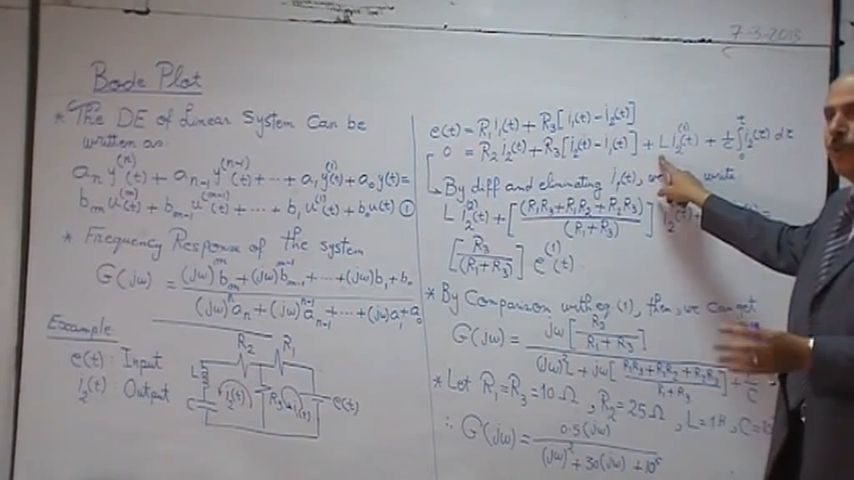 7-3-2013
Bode Plot
* The DE of Linear System Can be
written as
aₙ y⁽ⁿ⁾(t) + aₙ₋₁ y⁽ⁿ⁻¹⁾(t) + ... + a₁ y⁽¹⁾(t) + a₀ y(t) =
bₘ u⁽ᵐ⁾(t) + bₘ₋₁ u⁽ᵐ⁻¹⁾(t) + ... + b₁ u⁽¹⁾(t) + b₀ u(t) ①
* Frequency Response of the system
G(jω) = (jω)ᵐ bₘ + (jω)ᵐ⁻¹ bₘ₋₁ + ... + (jω) b₁ + b₀
(jω)ⁿ aₙ + (jω)ⁿ⁻¹ aₙ₋₁ + ... + (jω) a₁ + a₀
Example:
e(t): Input
i₂(t): Output
R₂ R₁
L
C
i₂(t)
R₃
i₁(t)
e(t)
e(t) = R₁ i₁(t) + R₃ [i₁(t) - i₂(t)]
0 = R₂ i₂(t) + R₃ [i₂(t) - i₁(t)] + L i₂⁽¹⁾(t) + 1/C ∫₀ᵗ i₂(τ) dτ
By diff and eliminating i₁(t), write
L i₂⁽²⁾(t) + [(R₁R₃ + R₁R₂ + R₂R₃) / (R₁ + R₃)] i₂⁽¹⁾(t) + =
[R₃ / (R₁ + R₃)] e⁽¹⁾(t)
* By Comparison with eq (1), then, we can get
G(jω) = jω [R₃ / (R₁ + R₃)]
(jω)² L + jω [(R₁R₃ + R₁R₂ + R₂R₃) / (R₁ + R₃)] + 1/C
* Let R₁ = R₃ = 10 Ω, R₂ = 25 Ω, L = 1H, C =
∴ G(jω) = 0.5 (jω)
(jω)² + 30 (jω) + 10⁶